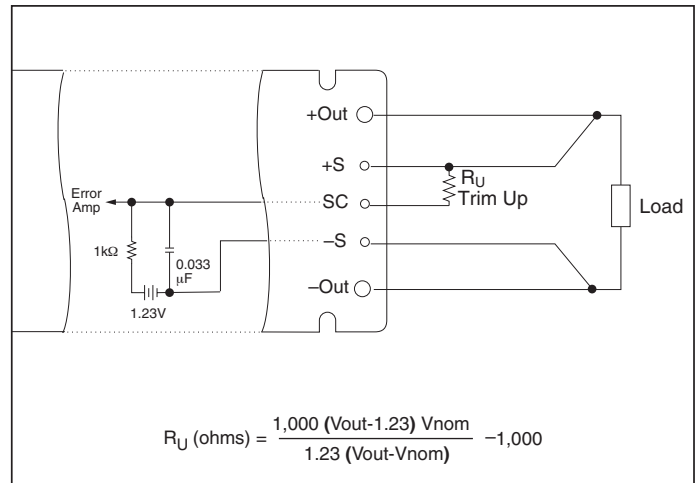 +Out
+S
R_U
Trim Up
SC
Error
Amp
Load
–S
1kΩ
0.033
µF
–Out
1.23V
R_U (ohms) = 1,000 (Vout-1.23) Vnom / 1.23 (Vout-Vnom) –1,000